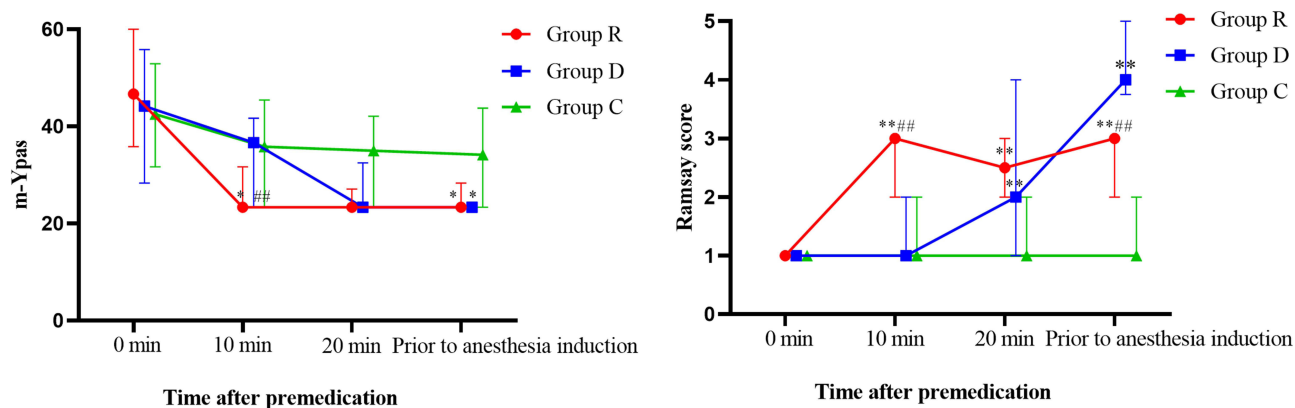 60
40
20
0
m-Ypas
Group R
Group D
Group C
* ##
* *
0 min
10 min
20 min
Prior to anesthesia induction
Time after premedication
5
4
3
2
1
0
Ramsay score
Group R
Group D
Group C
**
**##
**
**##
**
0 min
10 min
20 min
Prior to anesthesia induction
Time after premedication